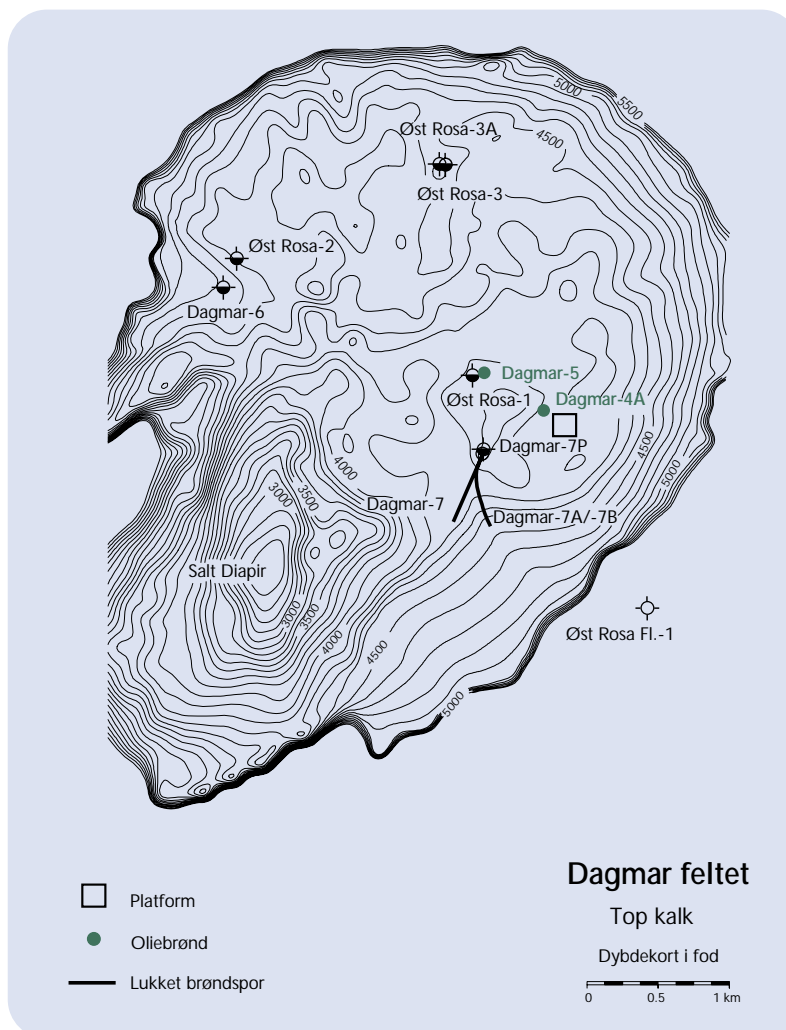 5000
5500
Øst Rosa-3A
4500
Øst Rosa-3
Øst Rosa-2
Dagmar-6
Dagmar-5
Øst Rosa-1
Dagmar-4A
Dagmar-7P
4500
4000
5000
3500
3000
Dagmar-7
Dagmar-7A/-7B
Salt Diapir
3000
3500
4000
4500
Øst Rosa Fl.-1
5000
Dagmar feltet
Top kalk
Dybdekort i fod
0 0.5 1 km
Platform
Oliebrønd
Lukket brøndspor